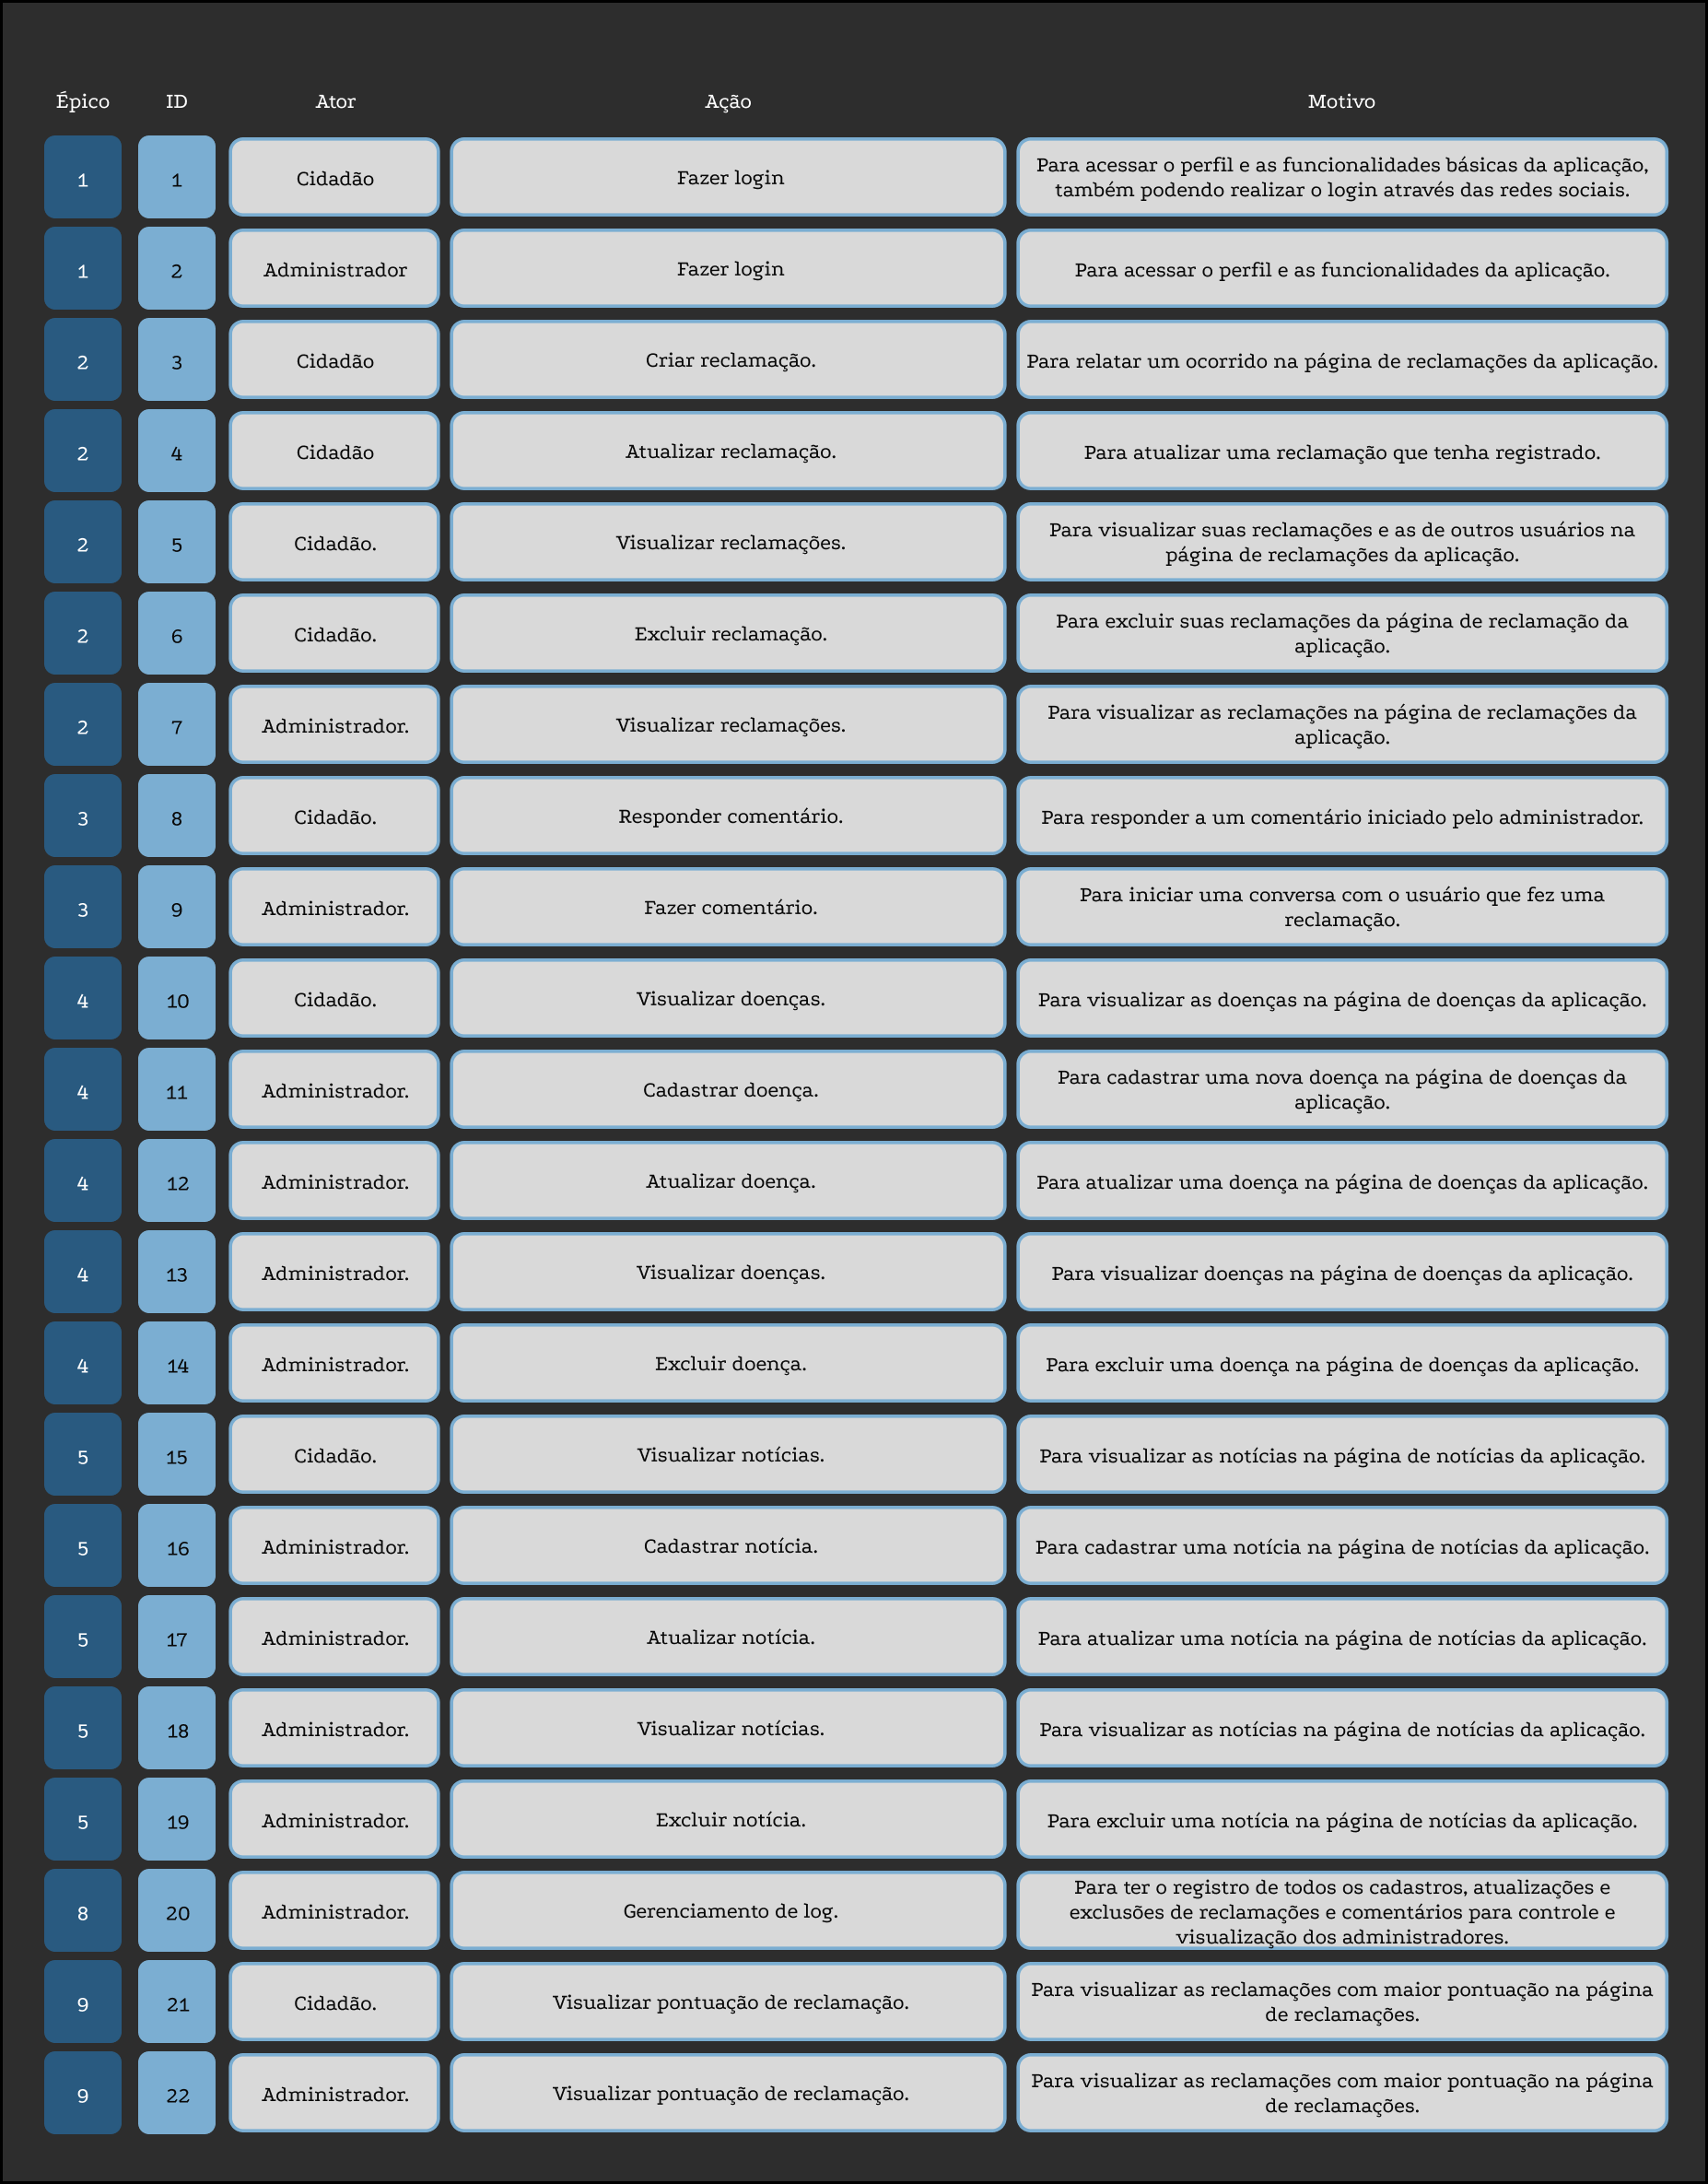 Épico ID Ator Ação Motivo
1 1 Cidadão Fazer login Para acessar o perfil e as funcionalidades básicas da aplicação,
também podendo realizar o login através das redes sociais.
1 2 Administrador Fazer login Para acessar o perfil e as funcionalidades da aplicação.
2 3 Cidadão Criar reclamação. Para relatar um ocorrido na página de reclamações da aplicação.
2 4 Cidadão Atualizar reclamação. Para atualizar uma reclamação que tenha registrado.
2 5 Cidadão. Visualizar reclamações. Para visualizar suas reclamações e as de outros usuários na
página de reclamações da aplicação.
2 6 Cidadão. Excluir reclamação. Para excluir suas reclamações da página de reclamação da
aplicação.
2 7 Administrador. Visualizar reclamações. Para visualizar as reclamações na página de reclamações da
aplicação.
3 8 Cidadão. Responder comentário. Para responder a um comentário iniciado pelo administrador.
3 9 Administrador. Fazer comentário. Para iniciar uma conversa com o usuário que fez uma
reclamação.
4 10 Cidadão. Visualizar doenças. Para visualizar as doenças na página de doenças da aplicação.
4 11 Administrador. Cadastrar doença. Para cadastrar uma nova doença na página de doenças da
aplicação.
4 12 Administrador. Atualizar doença. Para atualizar uma doença na página de doenças da aplicação.
4 13 Administrador. Visualizar doenças. Para visualizar doenças na página de doenças da aplicação.
4 14 Administrador. Excluir doença. Para excluir uma doença na página de doenças da aplicação.
5 15 Cidadão. Visualizar notícias. Para visualizar as notícias na página de notícias da aplicação.
5 16 Administrador. Cadastrar notícia. Para cadastrar uma notícia na página de notícias da aplicação.
5 17 Administrador. Atualizar notícia. Para atualizar uma notícia na página de notícias da aplicação.
5 18 Administrador. Visualizar notícias. Para visualizar as notícias na página de notícias da aplicação.
5 19 Administrador. Excluir notícia. Para excluir uma notícia na página de notícias da aplicação.
8 20 Administrador. Gerenciamento de log. Para ter o registro de todos os cadastros, atualizações e
exclusões de reclamações e comentários para controle e
visualização dos administradores.
9 21 Cidadão. Visualizar pontuação de reclamação. Para visualizar as reclamações com maior pontuação na página
de reclamações.
9 22 Administrador. Visualizar pontuação de reclamação. Para visualizar as reclamações com maior pontuação na página
de reclamações.